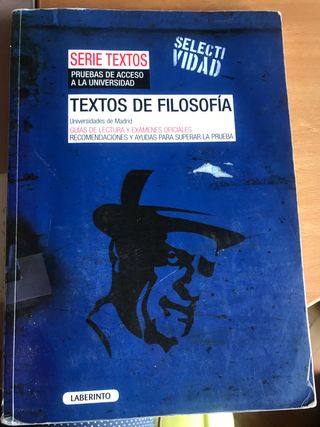 SERIE TEXTOS
PRUEBAS DE ACCESO
A LA UNIVERSIDAD
SELECTI
VIDAD
TEXTOS DE FILOSOFÍA
Universidades de Madrid
GUÍAS DE LECTURA Y EXÁMENES OFICIALES
RECOMENDACIONES Y AYUDAS PARA SUPERAR LA PRUEBA
LABERINTO